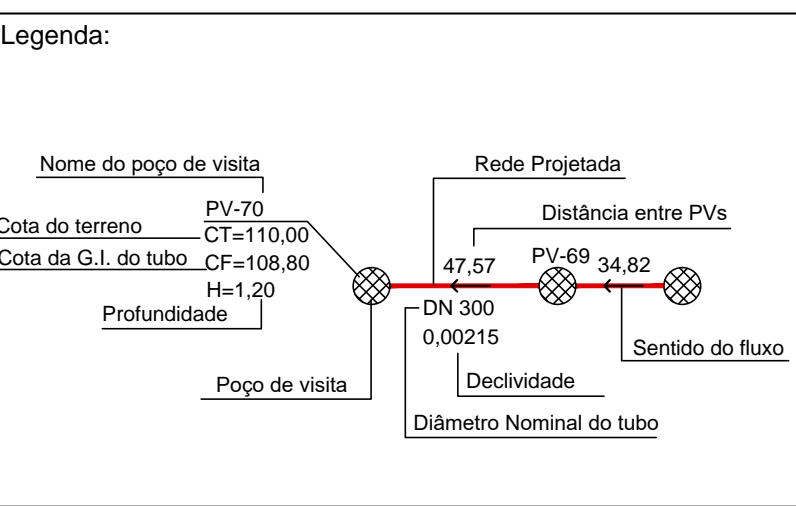 Legenda:
Nome do poço de visita
Rede Projetada
PV-70
Distância entre PVs
Cota do terreno
CT=110,00
Cota da G.I. do tubo
CF=108,80
47,57
PV-69
34,82
H=1,20
Profundidade
DN 300
0,00215
Sentido do fluxo
Poço de visita
Declividade
Diâmetro Nominal do tubo